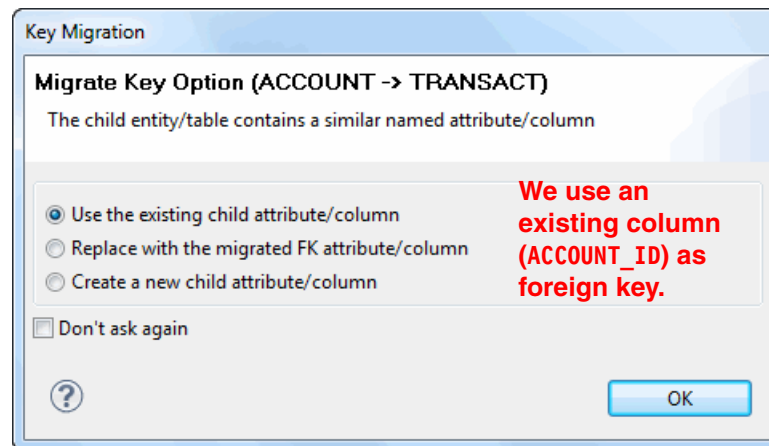 Key Migration
Migrate Key Option (ACCOUNT -> TRANSACT)
The child entity/table contains a similar named attribute/column
Use the existing child attribute/column
Replace with the migrated FK attribute/column
Create a new child attribute/column
We use an
existing column
(ACCOUNT_ID) as
foreign key.
Don't ask again
?
OK